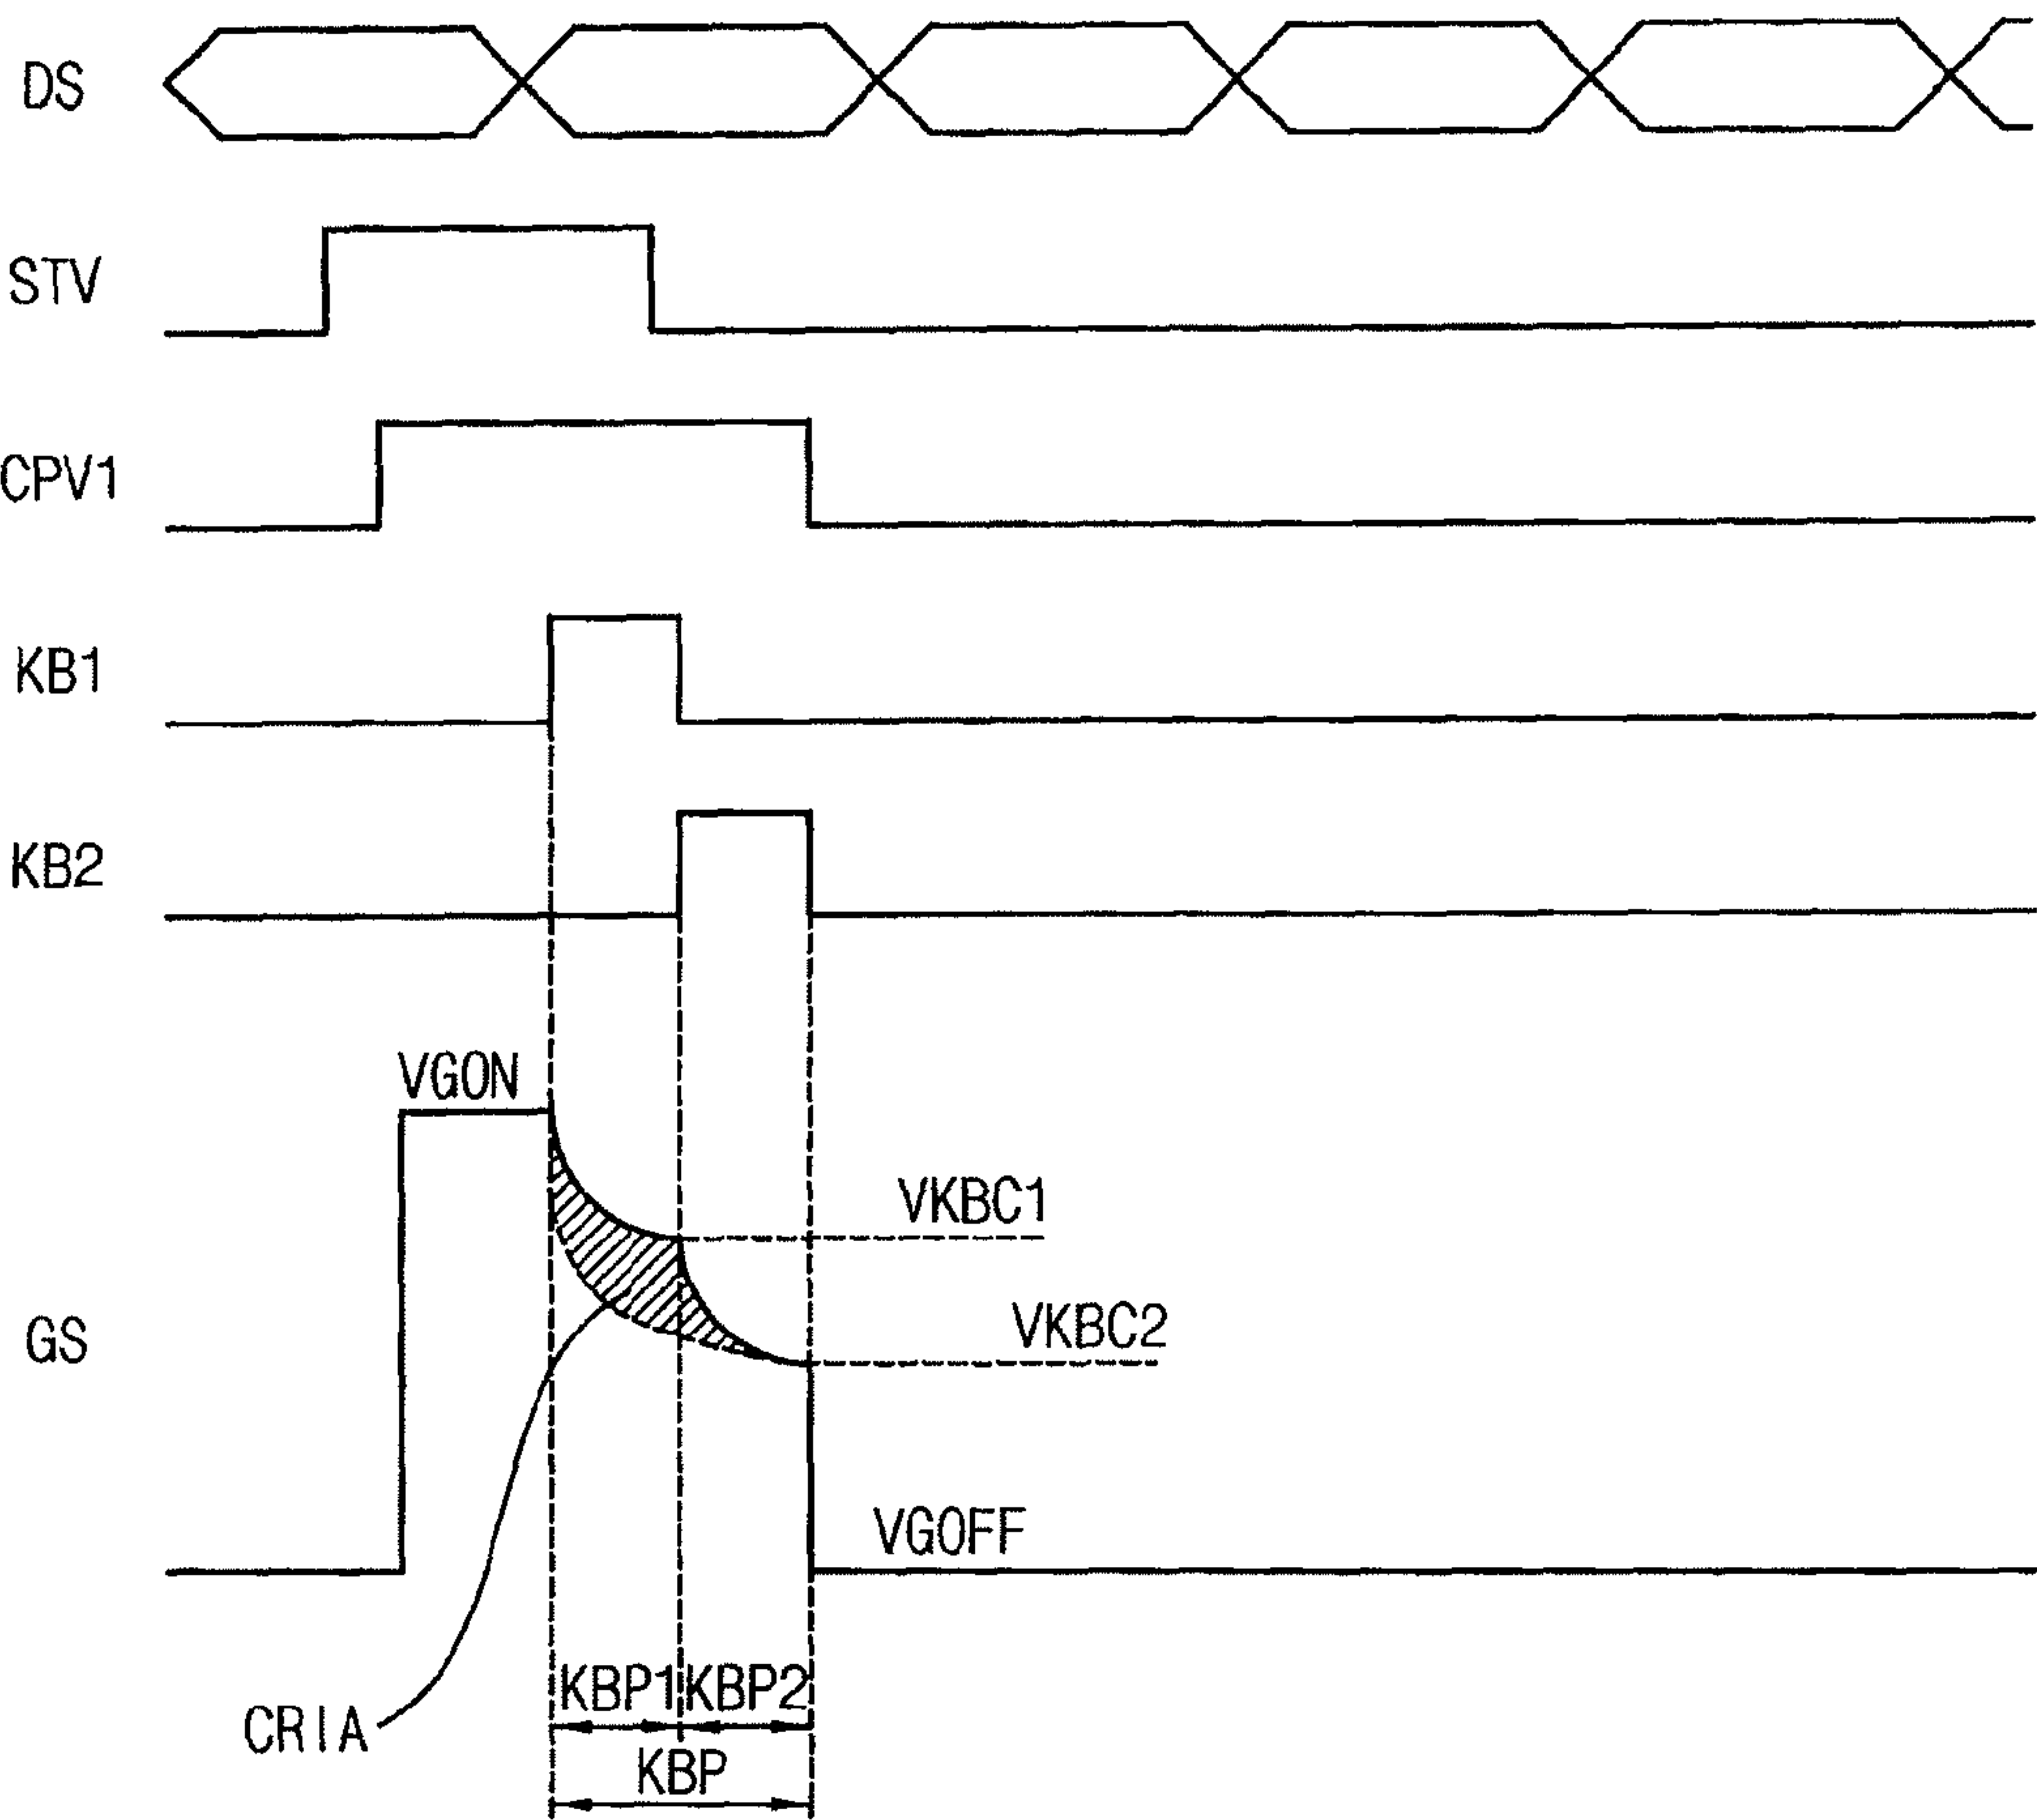 DS
STV
CPV1
KB1
KB2
VGON
VKBC1
VKBC2
GS
VGOFF
KBP1 KBP2
CRIA
KBP